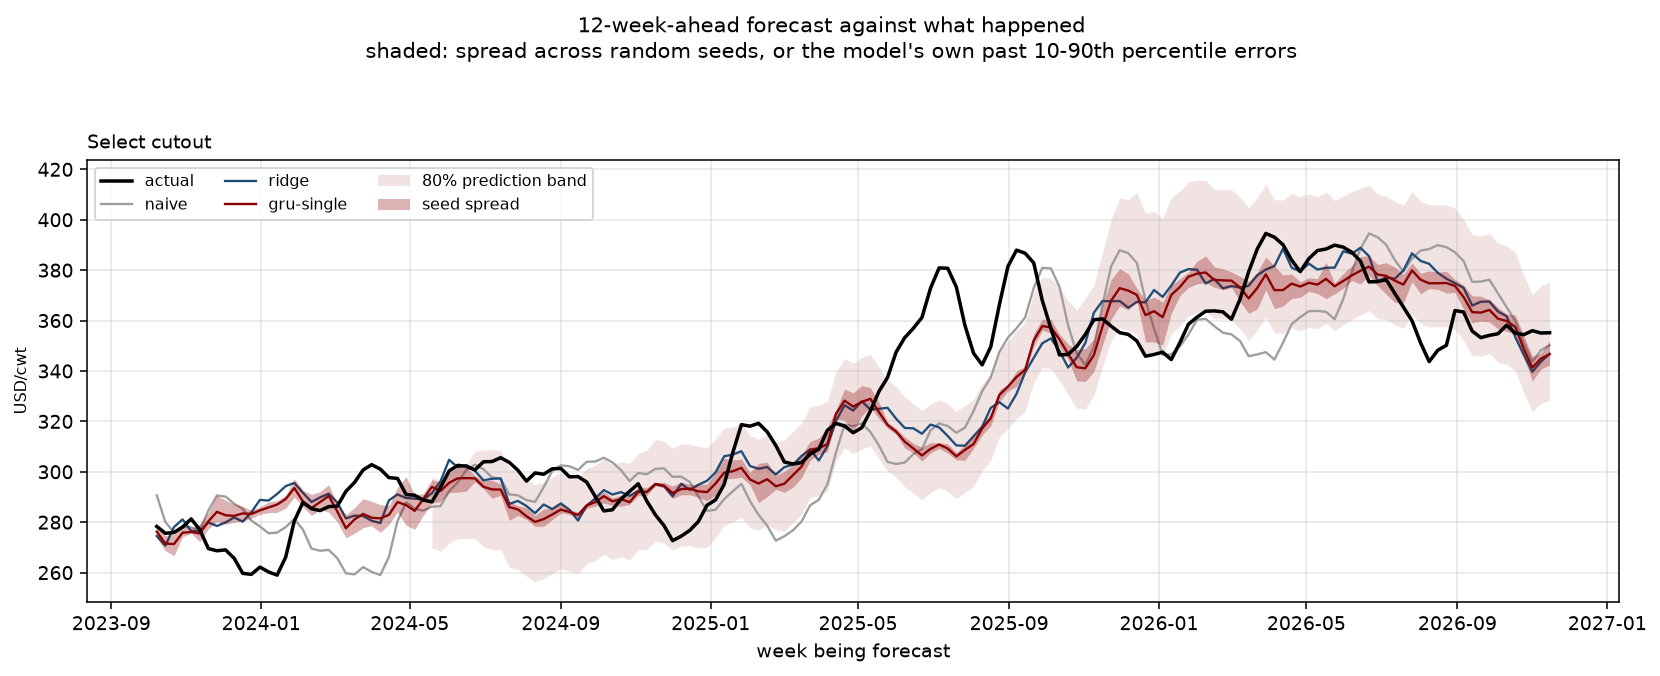 12-week-ahead forecast against what happened
shaded: spread across random seeds, or the model's own past 10-90th percentile errors
Select cutout
actual
naive
ridge
gru-single
80% prediction band
seed spread
USD/cwt
420
400
380
360
340
320
300
280
260
2023-09
2024-01
2024-05
2024-09
2025-01
2025-05
2025-09
2026-01
2026-05
2026-09
2027-01
week being forecast